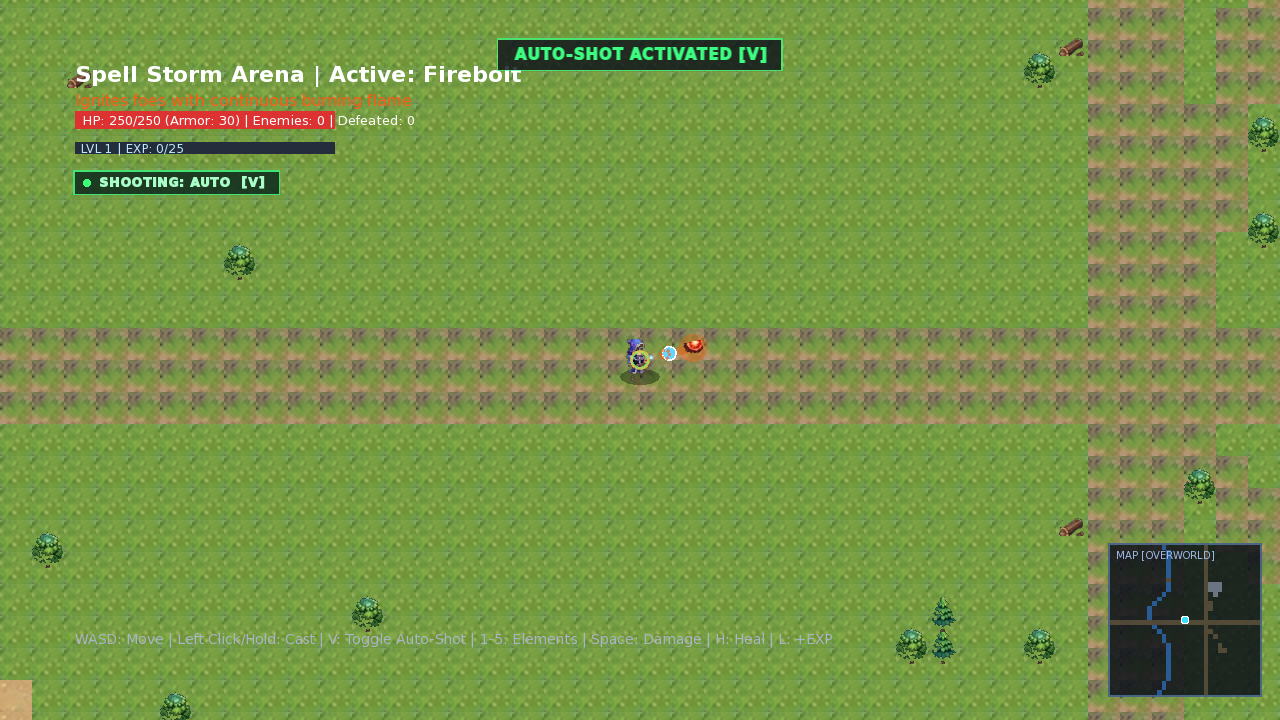 AUTO-SHOT ACTIVATED [V]
Spell Storm Arena | Active: Firebolt
Ignites foes with continuous burning flame
HP: 250/250 (Armor: 30) | Enemies: 0 | Defeated: 0
LVL 1 | EXP: 0/25
SHOOTING: AUTO [V]
MAP [OVERWORLD]
WASD: Move | Left-Click/Hold: Cast | V: Toggle Auto-Shot | 1-5: Elements | Space: Damage | H: Heal | L: +EXP